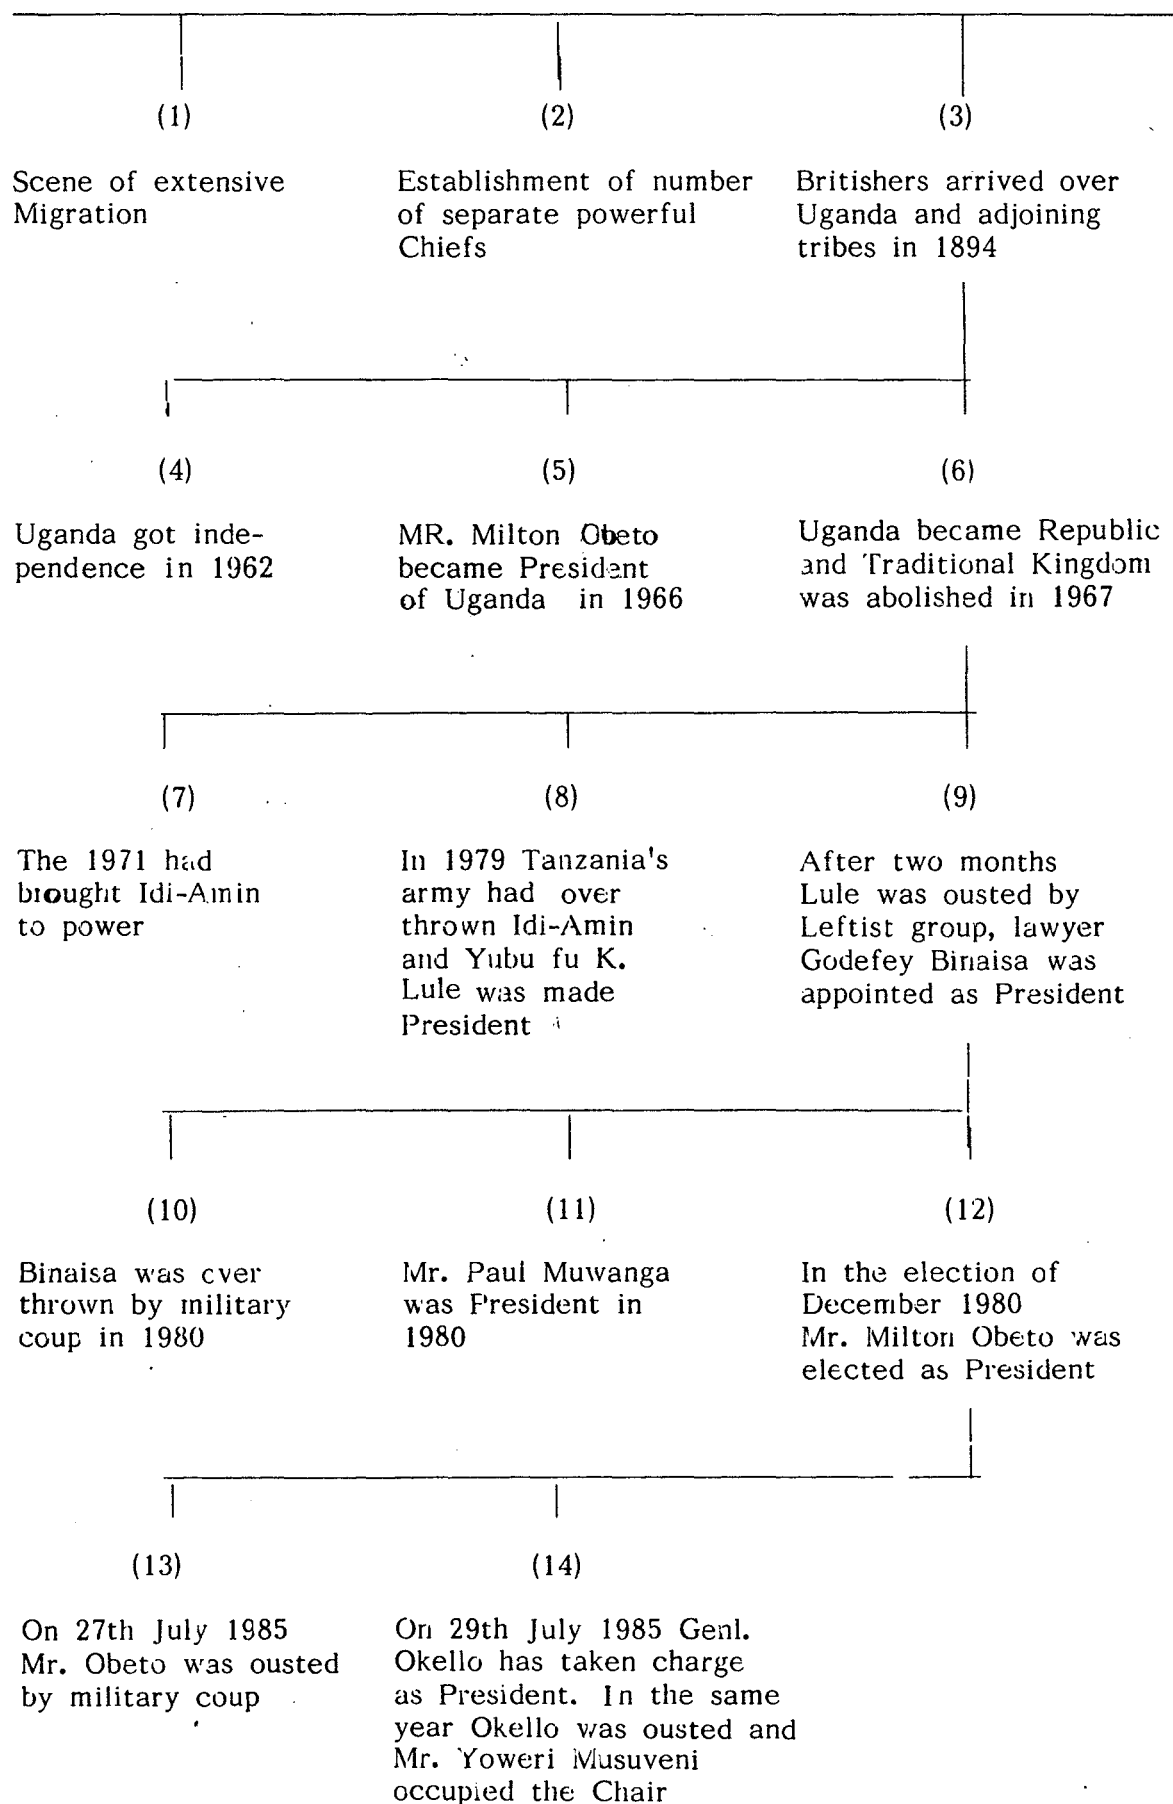 (1)
Scene of extensive
Migration
(2)
Establishment of number
of separate powerful
Chiefs
(3)
Britishers arrived over
Uganda and adjoining
tribes in 1894
(4)
Uganda got inde-
pendence in 1962
(5)
MR. Milton Obeto
became President
of Uganda in 1966
(6)
Uganda became Republic
and Traditional Kingdom
was abolished in 1967
(7)
The 1971 had
brought Idi-Amin
to power
(8)
In 1979 Tanzania's
army had over
thrown Idi-Amin
and Yubu fu K.
Lule was made
President
(9)
After two months
Lule was ousted by
Leftist group, lawyer
Godefey Binaisa was
appointed as President
(10)
Binaisa was over
thrown by military
coup in 1980
(11)
Mr. Paul Muwanga
was President in
1980
(12)
In the election of
December 1980
Mr. Milton Obeto was
elected as President
(13)
On 27th July 1985
Mr. Obeto was ousted
by military coup
(14)
On 29th July 1985 Genl.
Okello has taken charge
as President. In the same
year Okello was ousted and
Mr. Yoweri Musuveni
occupied the Chair